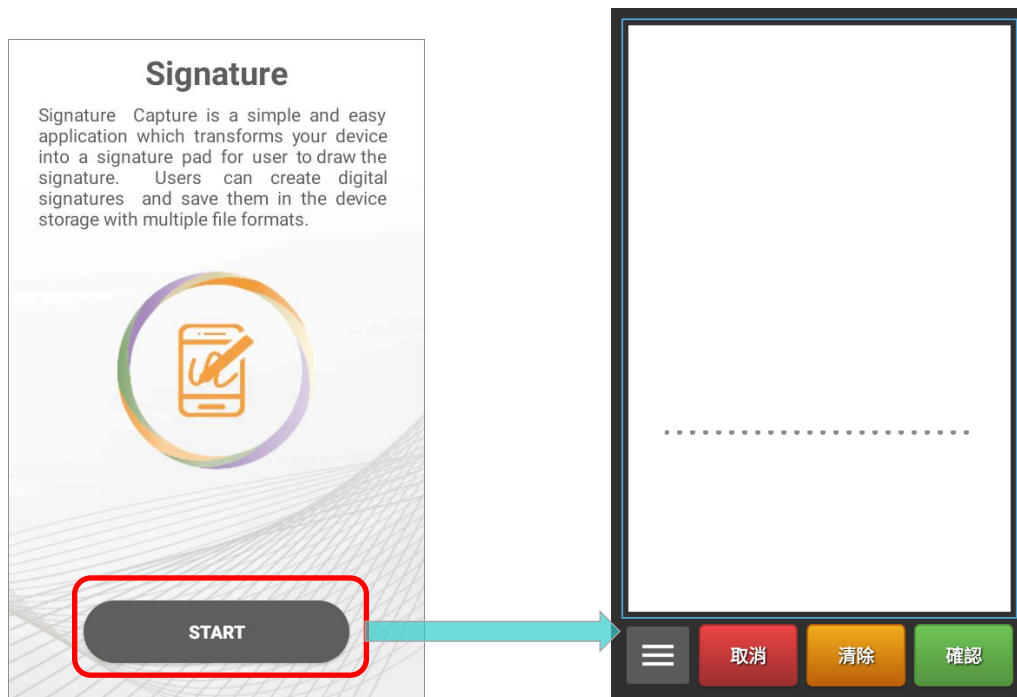 Signature
Signature Capture is a simple and easy
application which transforms your device
into a signature pad for user to draw the
signature. Users can create digital
signatures and save them in the device
storage with multiple file formats.
START
取消
清除
確認